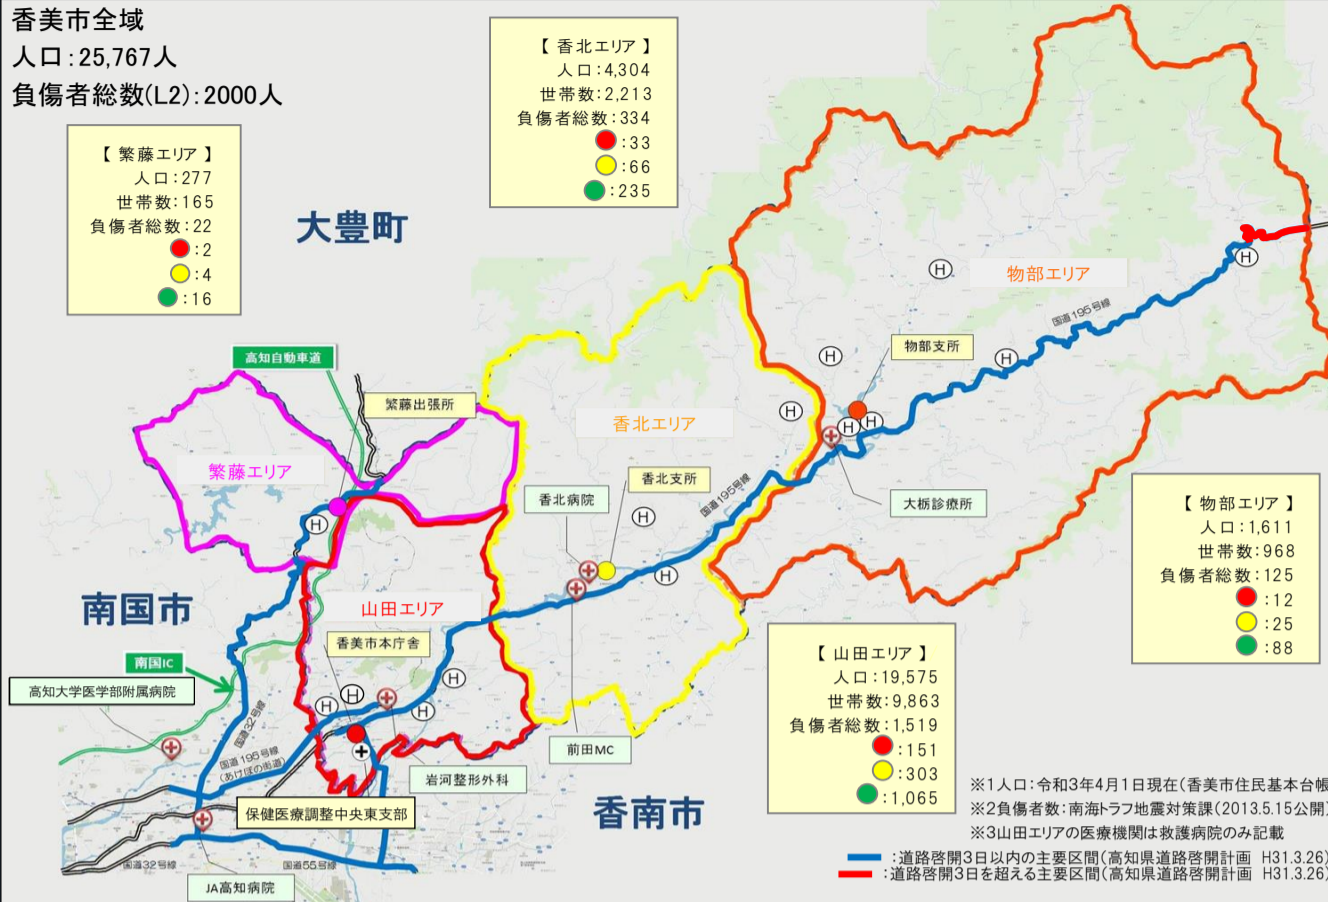 香美市全域
人口：25,767人
負傷者総数(L2)：2000人
【 繁藤エリア 】
人口：277
世帯数：165
負傷者総数：22
：2
：4
：16
【 香北エリア 】
人口：4,304
世帯数：2,213
負傷者総数：334
：33
：66
：235
大豊町
物部エリア
国道195号線
物部支所
高知自動車道
繁藤出張所
香北エリア
繁藤エリア
香北支所
香北病院
国道195号線
大栃診療所
【 物部エリア 】
人口：1,611
世帯数：968
負傷者総数：125
：12
：25
：88
南国市
山田エリア
香美市本庁舎
南国IC
高知大学医学部附属病院
国道32号線
国道195号線
(あけぼの街道)
前田MC
岩河整形外科
保健医療調整中央東支部
香南市
【 山田エリア 】
人口：19,575
世帯数：9,863
負傷者総数：1,519
：151
：303
：1,065
国道32号線
国道55号線
JA高知病院
※1人口：令和3年4月1日現在(香美市住民基本台帳
※2負傷者数：南海トラフ地震対策課(2013.5.15公開)
※3山田エリアの医療機関は救護病院のみ記載
：道路啓開3日以内の主要区間(高知県道路啓開計画 H31.3.26)
：道路啓開3日を超える主要区間(高知県道路啓開計画 H31.3.26)
H
H
H
H
H
H
H
H
H
H
H
H
H
H